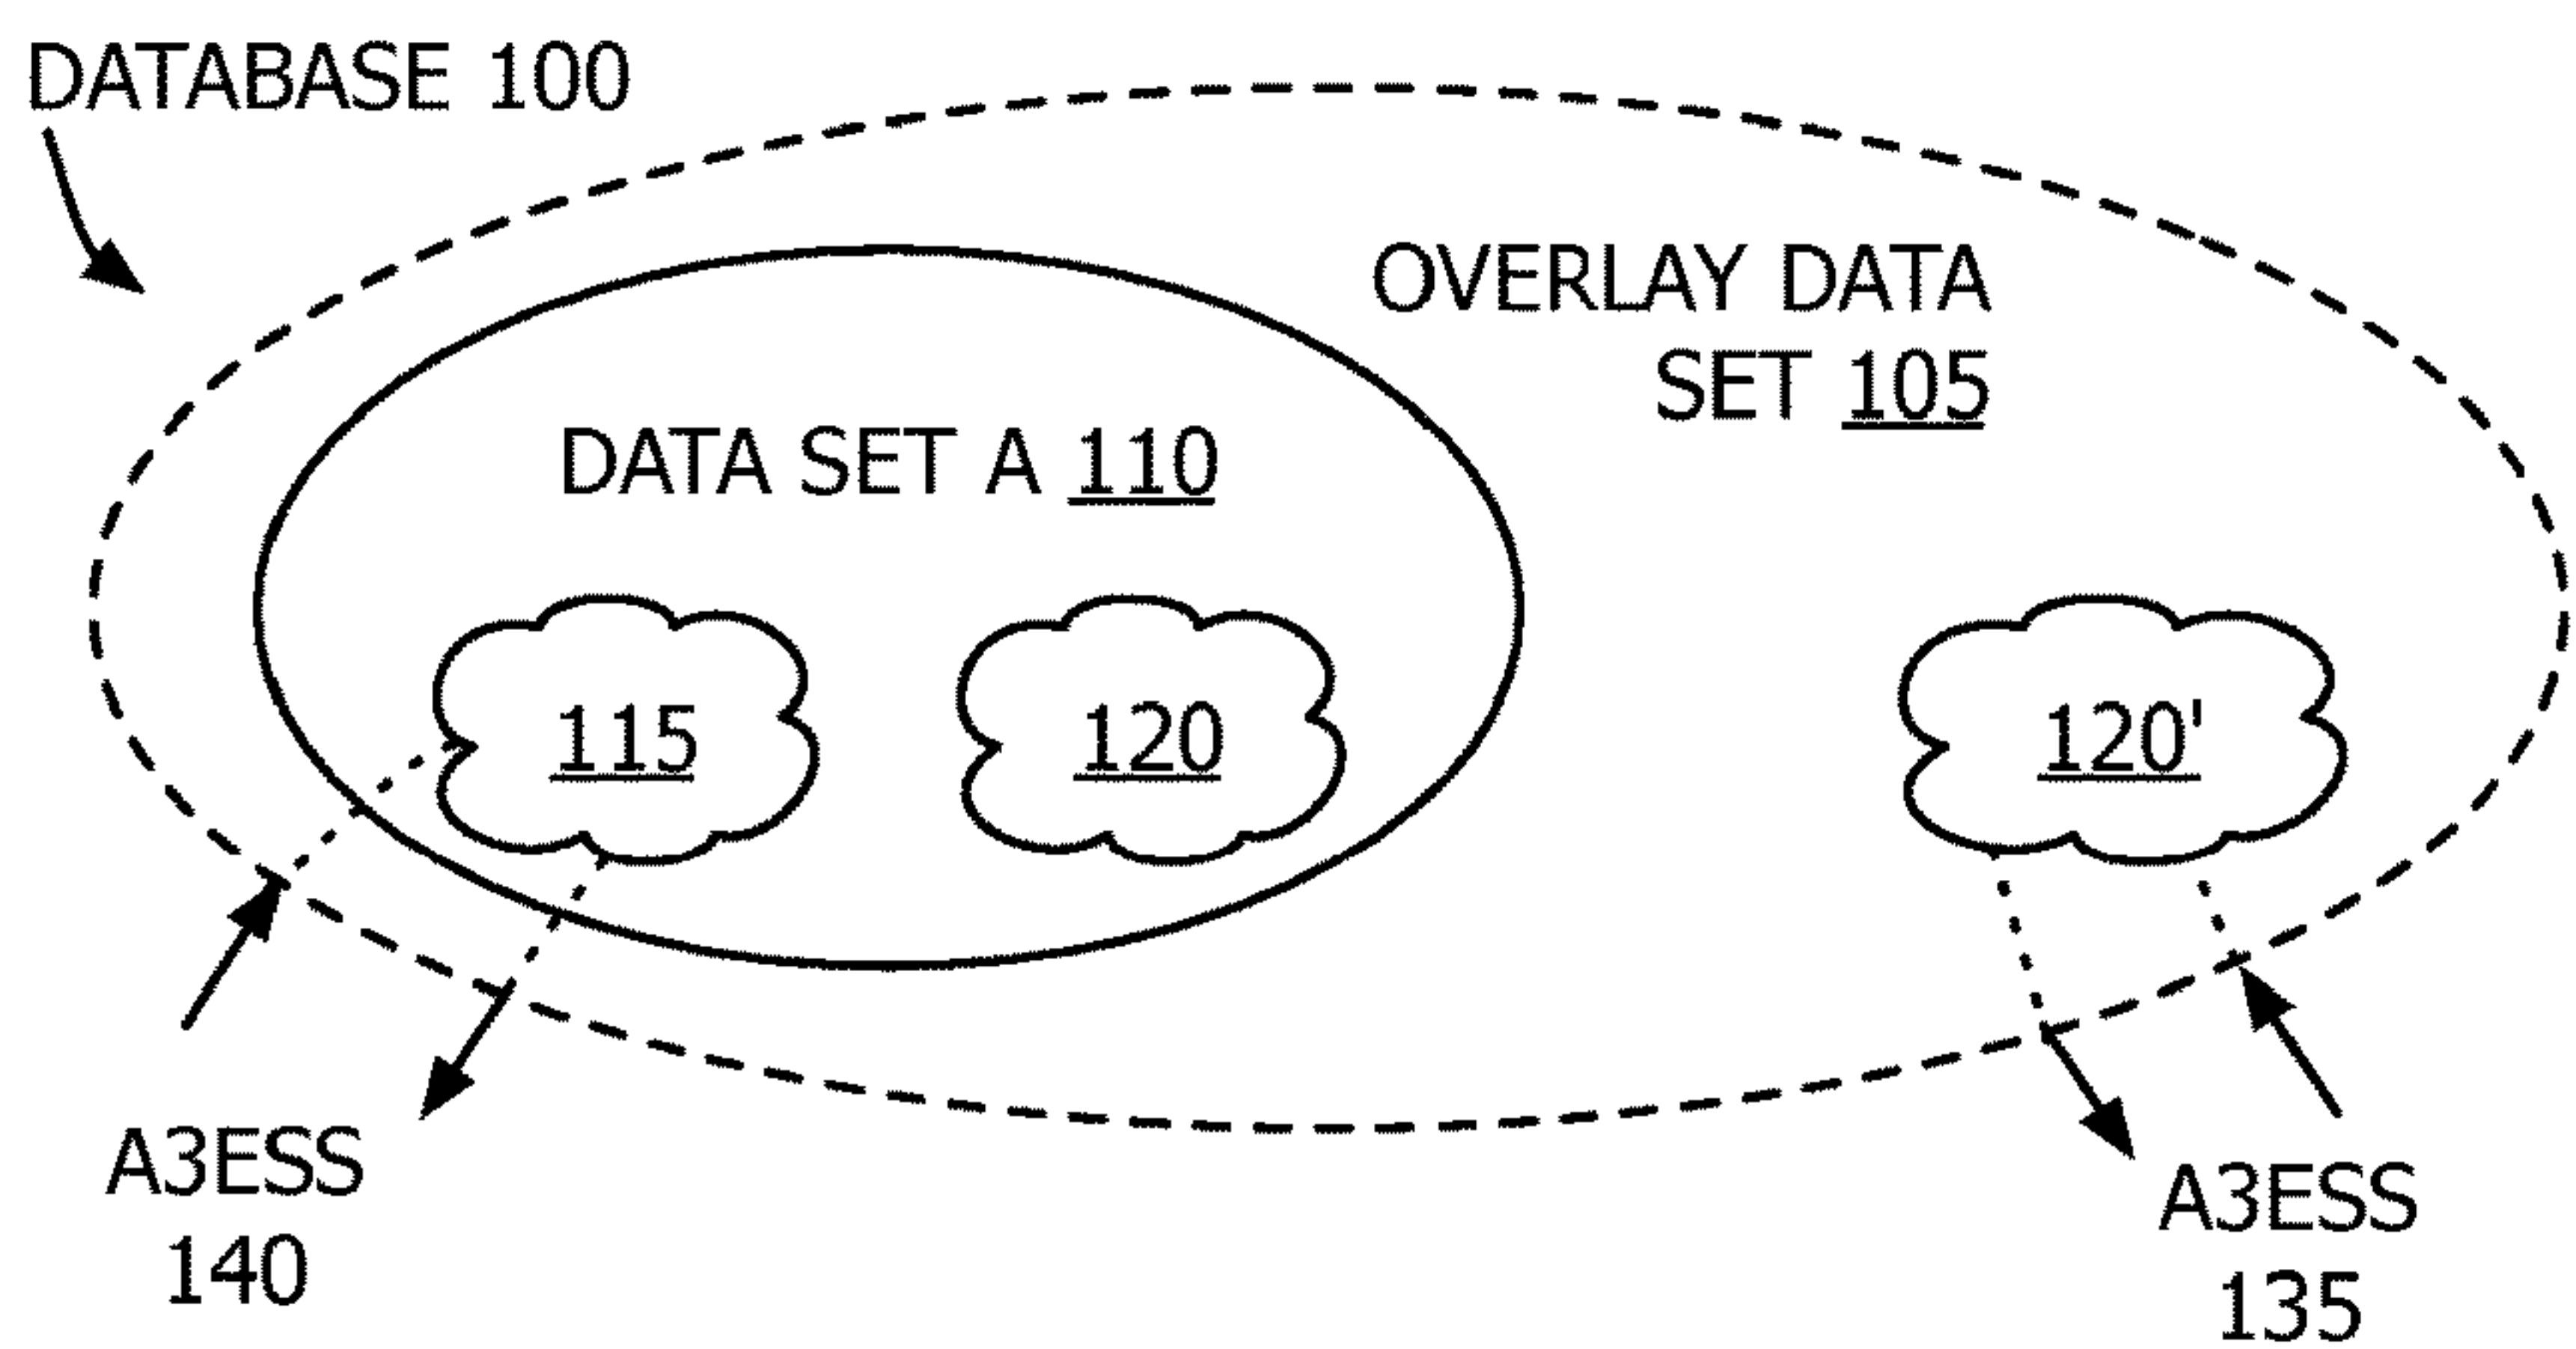 DATABASE 100
OVERLAY DATA
SET 105
DATA SET A 110
115
120
120'
A3ESS
140
A3ESS
135